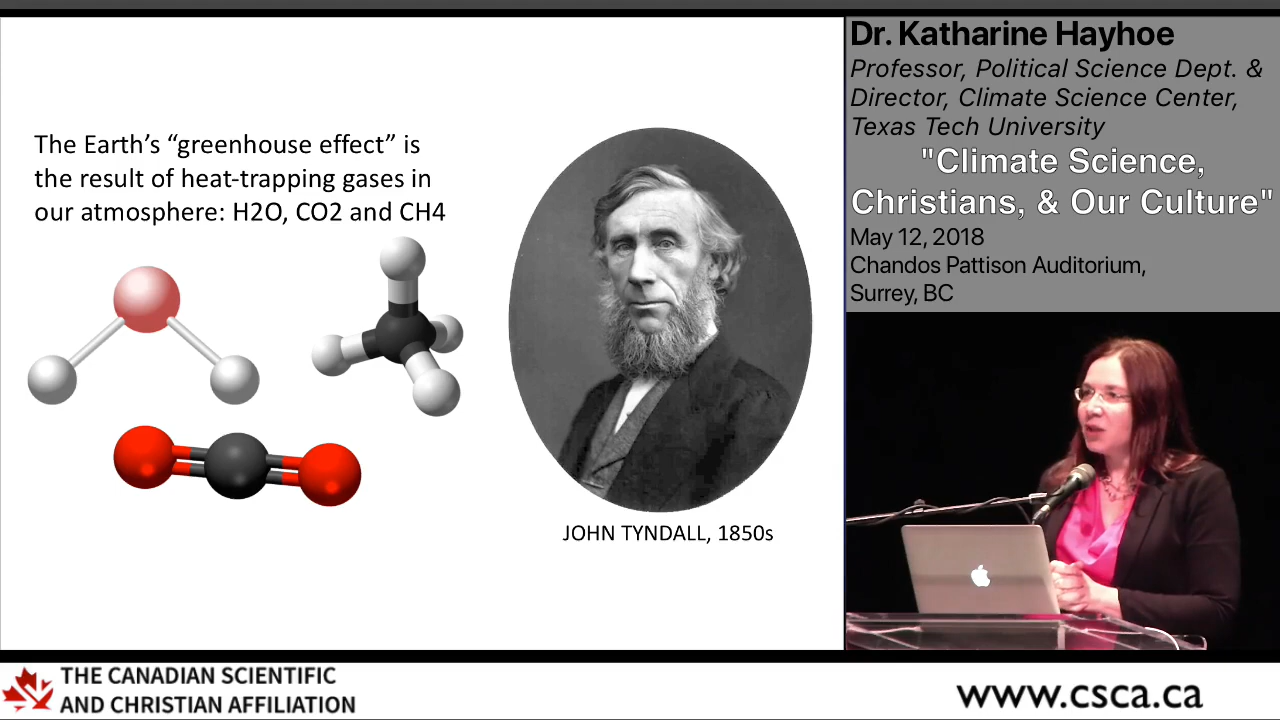 The Earth's “greenhouse effect” is
the result of heat-trapping gases in
our atmosphere: H2O, CO2 and CH4
JOHN TYNDALL, 1850s
Dr. Katharine Hayhoe
Professor, Political Science Dept. &
Director, Climate Science Center,
Texas Tech University
"Climate Science,
Christians, & Our Culture"
May 12, 2018
Chandos Pattison Auditorium,
Surrey, BC
THE CANADIAN SCIENTIFIC
AND CHRISTIAN AFFILIATION
www.csca.ca